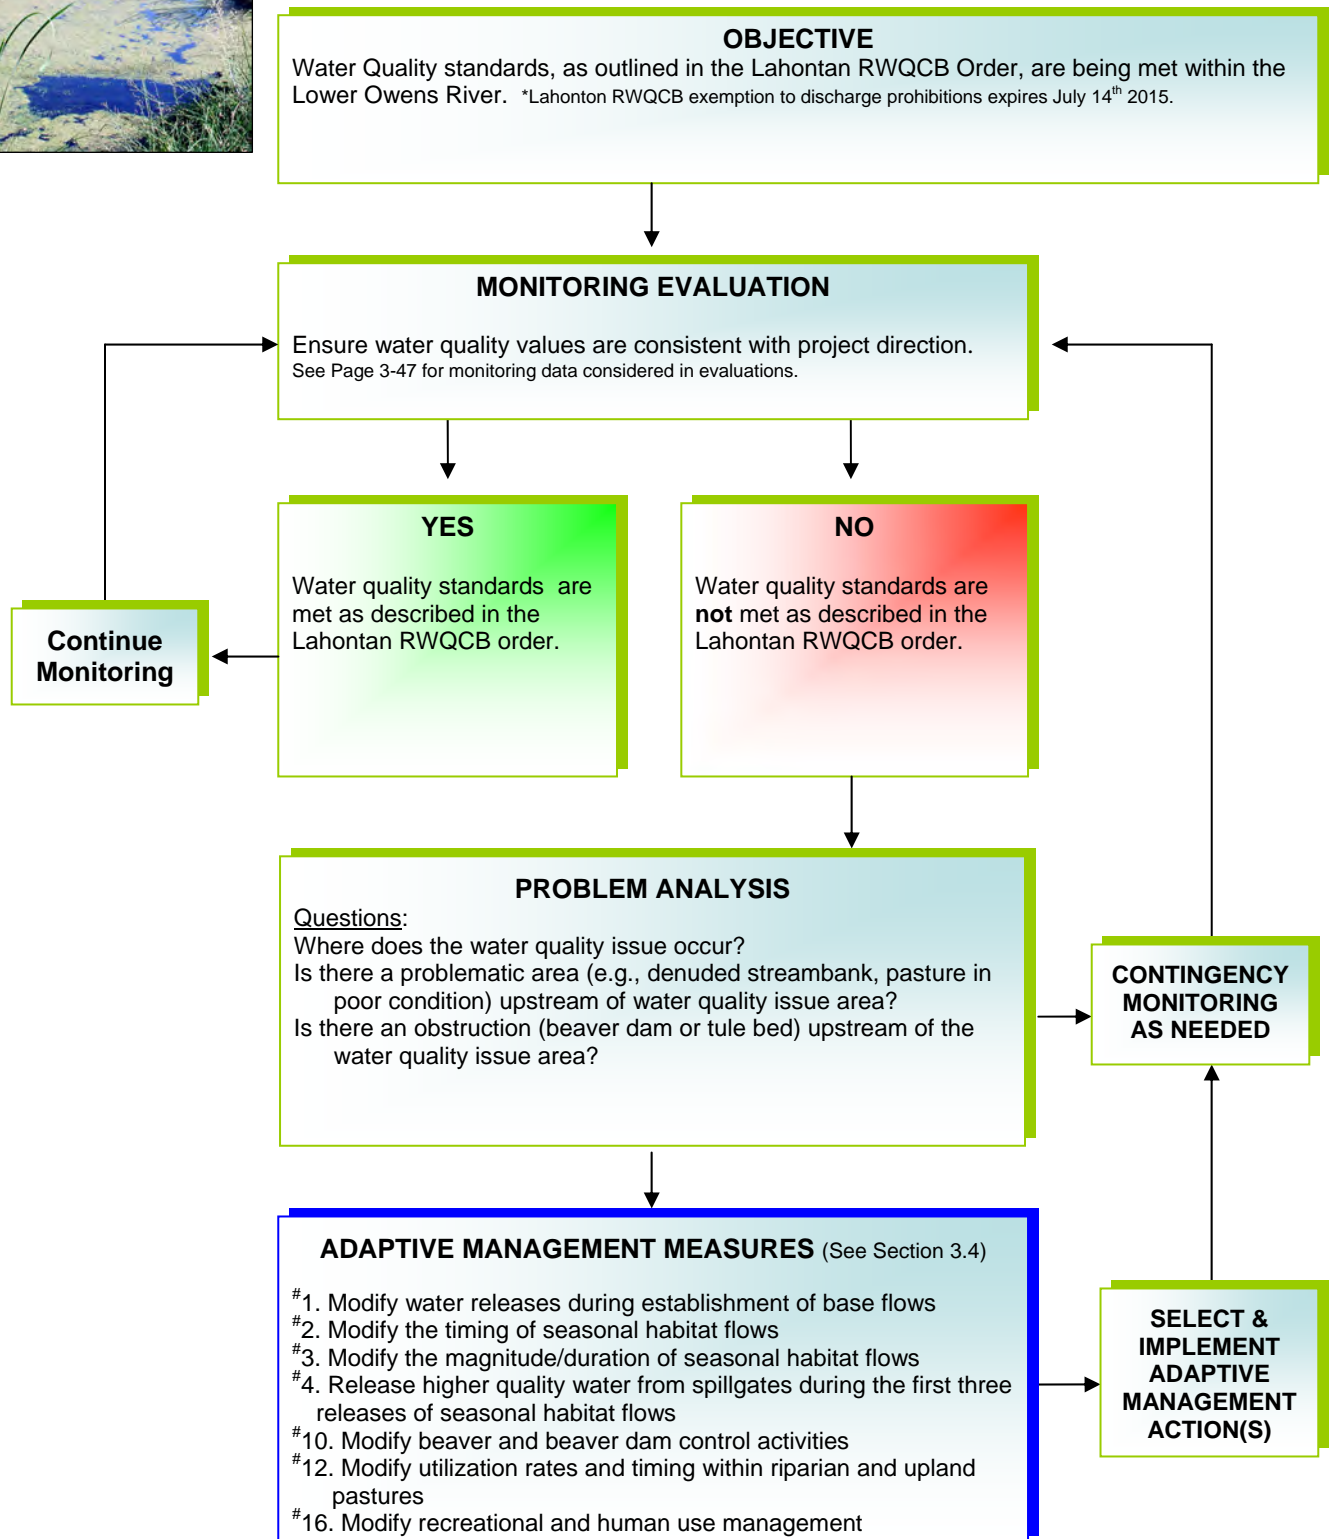 OBJECTIVE
Water Quality standards, as outlined in the Lahontan RWQCB Order, are being met within the
Lower Owens River. *Lahonton RWQCB exemption to discharge prohibitions expires July 14th 2015.
MONITORING EVALUATION
Ensure water quality values are consistent with project direction.
See Page 3-47 for monitoring data considered in evaluations.
YES
Water quality standards are
met as described in the
Lahontan RWQCB order.
NO
Water quality standards are
not met as described in the
Lahontan RWQCB order.
Continue
Monitoring
PROBLEM ANALYSIS
Questions:
Where does the water quality issue occur?
Is there a problematic area (e.g., denuded streambank, pasture in
poor condition) upstream of water quality issue area?
Is there an obstruction (beaver dam or tule bed) upstream of the
water quality issue area?
CONTINGENCY
MONITORING
AS NEEDED
ADAPTIVE MANAGEMENT MEASURES (See Section 3.4)
#1. Modify water releases during establishment of base flows
#2. Modify the timing of seasonal habitat flows
#3. Modify the magnitude/duration of seasonal habitat flows
#4. Release higher quality water from spillgates during the first three
releases of seasonal habitat flows
#10. Modify beaver and beaver dam control activities
#12. Modify utilization rates and timing within riparian and upland
pastures
#16. Modify recreational and human use management
SELECT &
IMPLEMENT
ADAPTIVE
MANAGEMENT
ACTION(S)